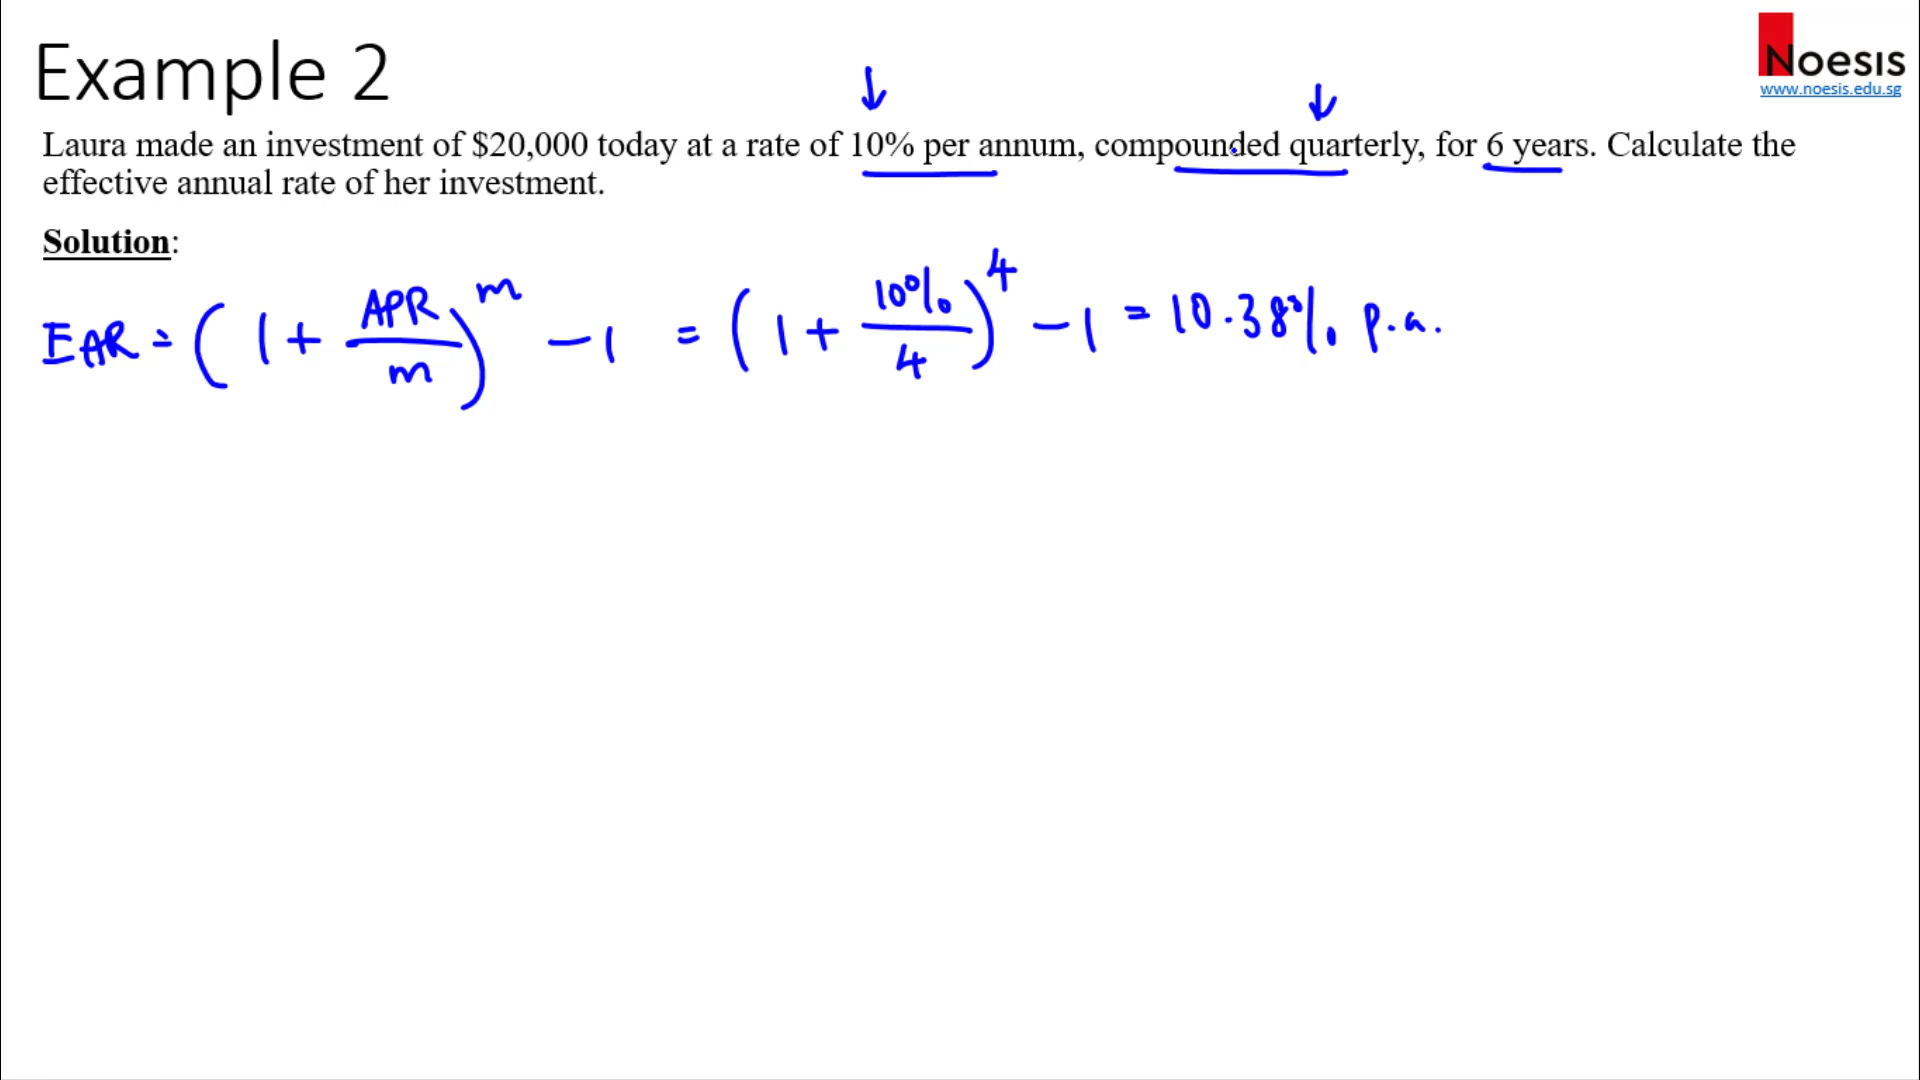 Example 2
Noesis
www.noesis.edu.sg
Laura made an investment of $20,000 today at a rate of 10% per annum, compounded quarterly, for 6 years. Calculate the
effective annual rate of her investment.
Solution:
EAR = (1 + APR/m)^m - 1 = (1 + 10%/4)^4 - 1 = 10.38% p.a.